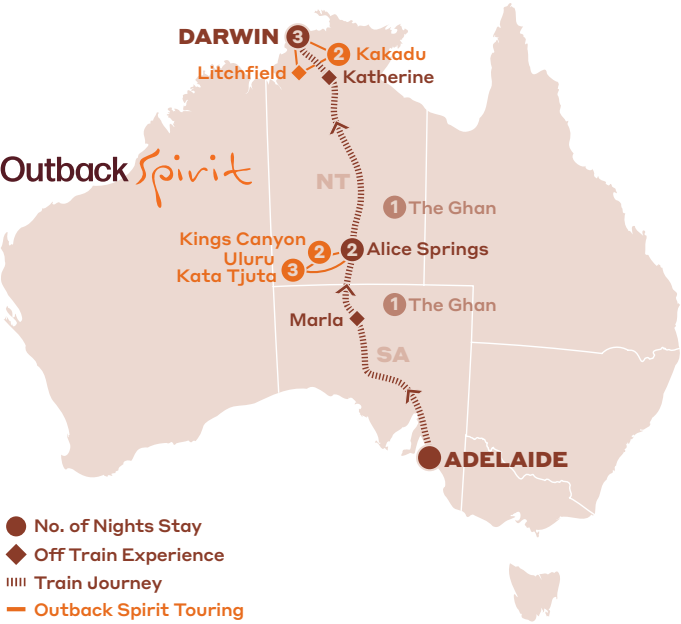 DARWIN 3
2 Kakadu
Litchfield
Katherine
Outback Spirit
NT
1 The Ghan
Kings Canyon 2
2 Alice Springs
Uluru
Kata Tjuta 3
1 The Ghan
Marla
SA
ADELAIDE
No. of Nights Stay
Off Train Experience
Train Journey
Outback Spirit Touring